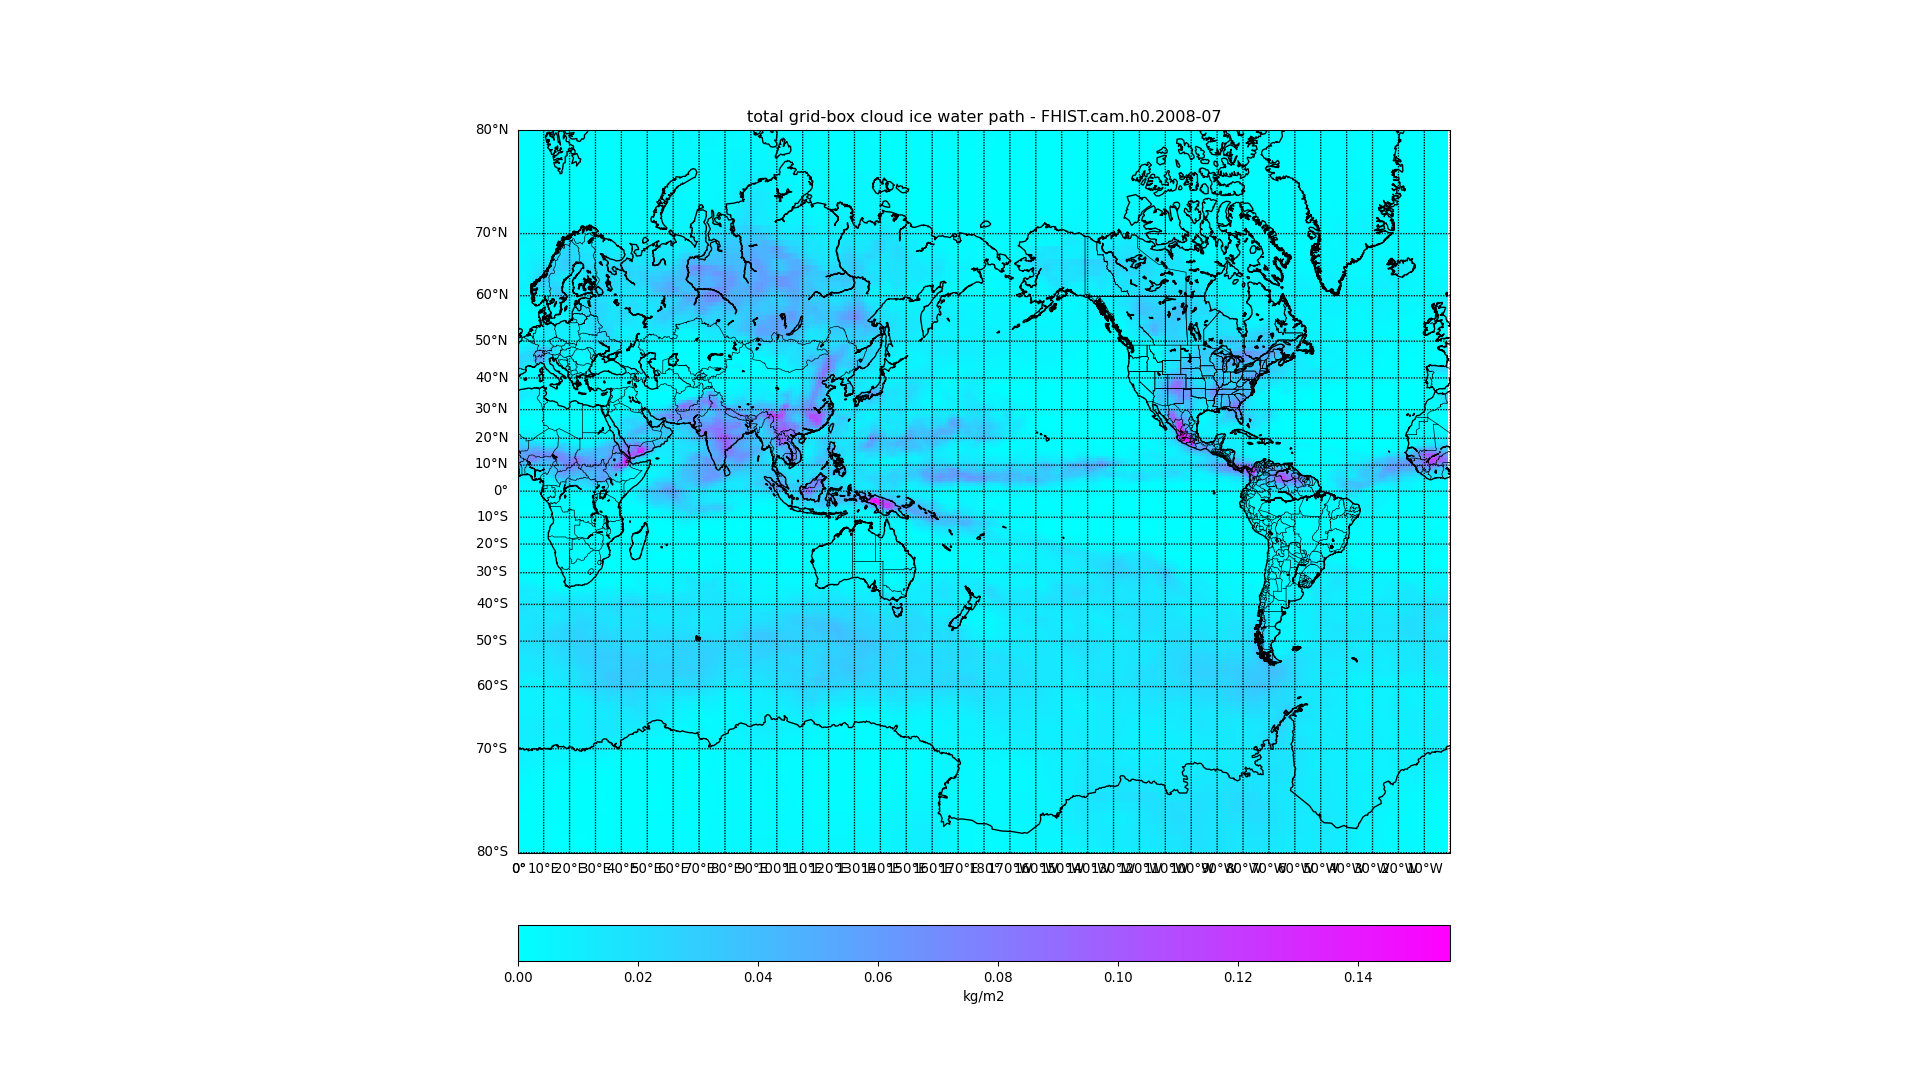 total grid-box cloud ice water path - FHIST.cam.h0.2008-07
80°N
70°N
60°N
50°N
40°N
30°N
20°N
10°N
0°
10°S
20°S
30°S
40°S
50°S
60°S
70°S
80°S
0° 10°E 20°E 30°E 40°E 50°E 60°E 70°E 80°E 90°E 100°E 110°E 120°E 130°E 140°E 150°E 160°E 170°E 180° 170°W 160°W 150°W 140°W 130°W 120°W 110°W 100°W 90°W 80°W 70°W 60°W 50°W 40°W 30°W 20°W 10°W
0.00 0.02 0.04 0.06 0.08 0.10 0.12 0.14
kg/m2